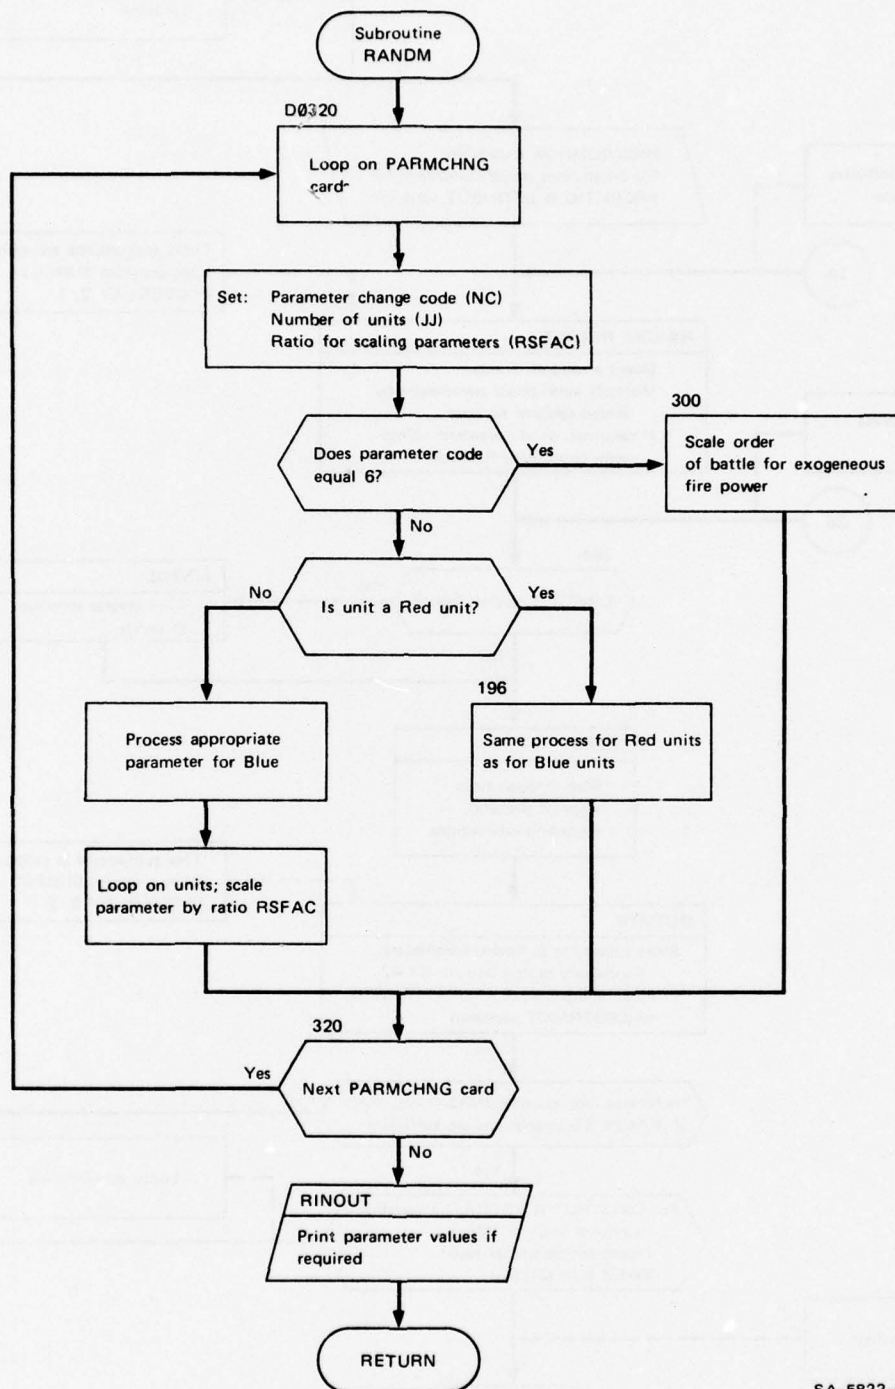 Subroutine
RANDM
DØ320
Loop on PARMCHNG
card
Set: Parameter change code (NC)
Number of units (JJ)
Ratio for scaling parameters (RSFAC)
Does parameter code
equal 6?
Yes
No
300
Scale order
of battle for exogeneous
fire power
No
Is unit a Red unit?
Yes
Process appropriate
parameter for Blue
196
Same process for Red units
as for Blue units
Loop on units; scale
parameter by ratio RSFAC
320
Yes
Next PARMCHNG card
No
RINOUT
Print parameter values if
required
RETURN